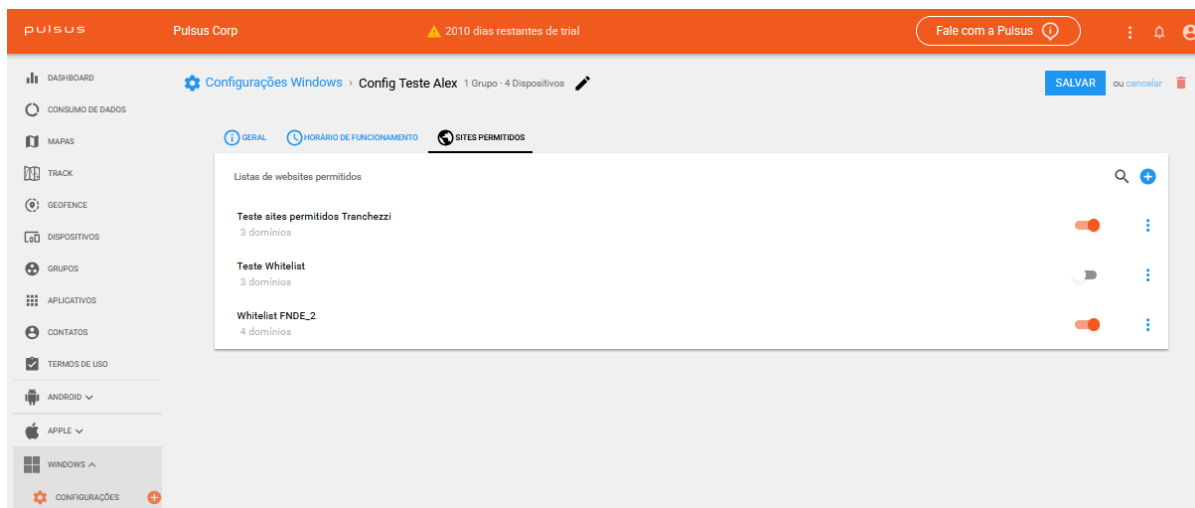 pulsus
Pulsus Corp
2010 dias restantes de trial
Fale com a Pulsus
DASHBOARD
CONSUMO DE DADOS
MAPAS
TRACK
GEOFENCE
DISPOSITIVOS
GRUPOS
APLICATIVOS
CONTATOS
TERMOS DE USO
ANDROID
APPLE
WINDOWS
CONFIGURAÇÕES
Configurações Windows › Config Teste Alex 1 Grupo · 4 Dispositivos
SALVAR ou cancelar
GERAL HORÁRIO DE FUNCIONAMENTO SITES PERMITIDOS
Listas de websites permitidos
Teste sites permitidos Tranchezzi
3 domínios
Teste Whitelist
3 domínios
Whitelist FNDE_2
4 domínios